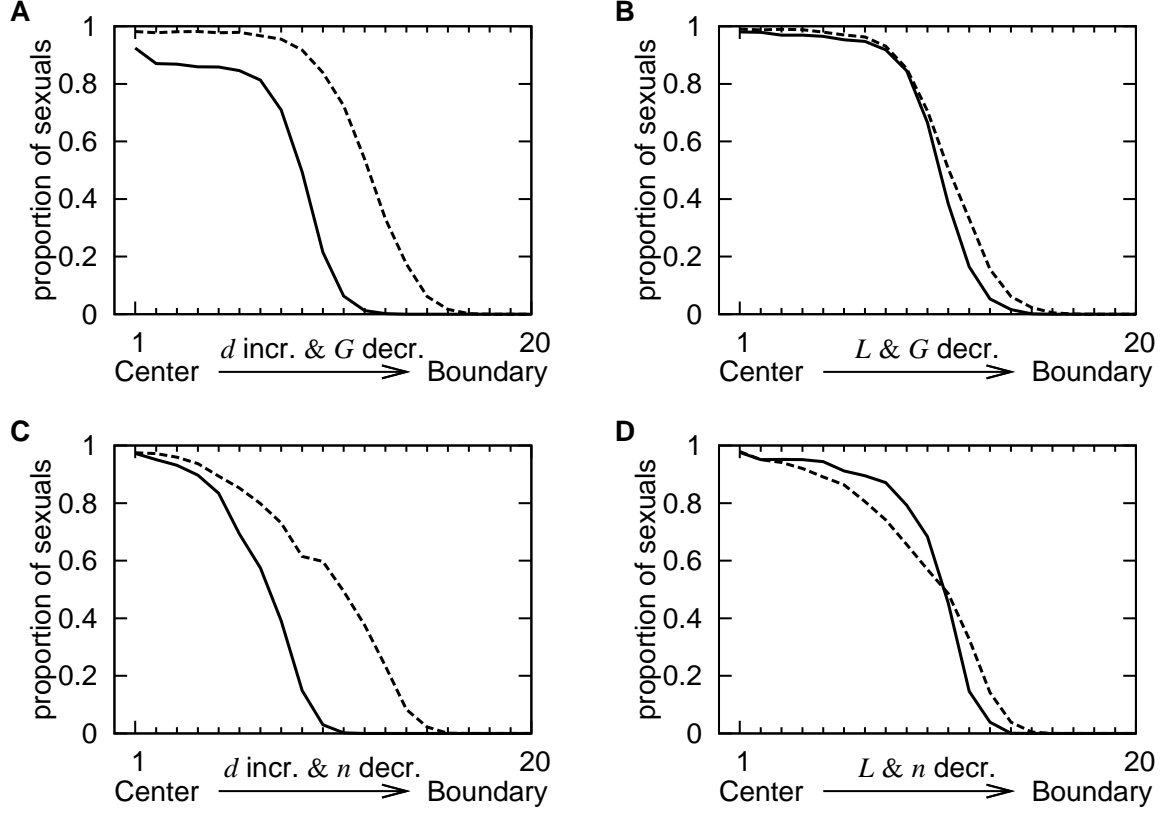 A
proportion of sexuals
1
0.8
0.6
0.4
0.2
0
1
20
d incr. & G decr.
Center
Boundary
B
proportion of sexuals
1
0.8
0.6
0.4
0.2
0
1
20
L & G decr.
Center
Boundary
C
proportion of sexuals
1
0.8
0.6
0.4
0.2
0
1
20
d incr. & n decr.
Center
Boundary
D
proportion of sexuals
1
0.8
0.6
0.4
0.2
0
1
20
L & n decr.
Center
Boundary